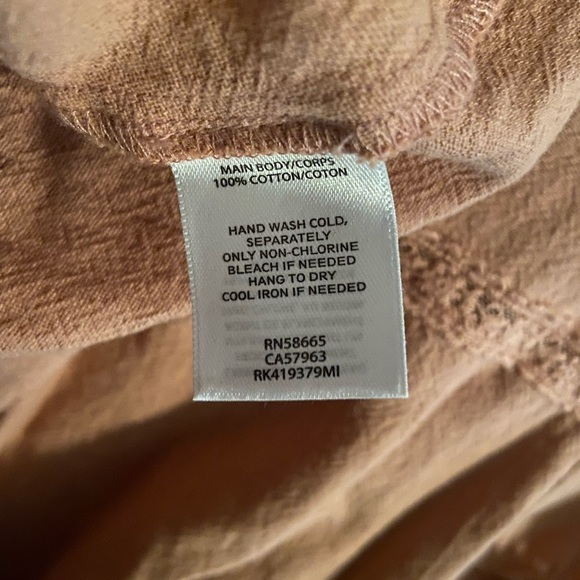 MAIN BODY/CORPS
100% COTTON/COTON
HAND WASH COLD,
SEPARATELY
ONLY NON-CHLORINE
BLEACH IF NEEDED
HANG TO DRY
COOL IRON IF NEEDED
RN58665
CA57963
RK419379MI